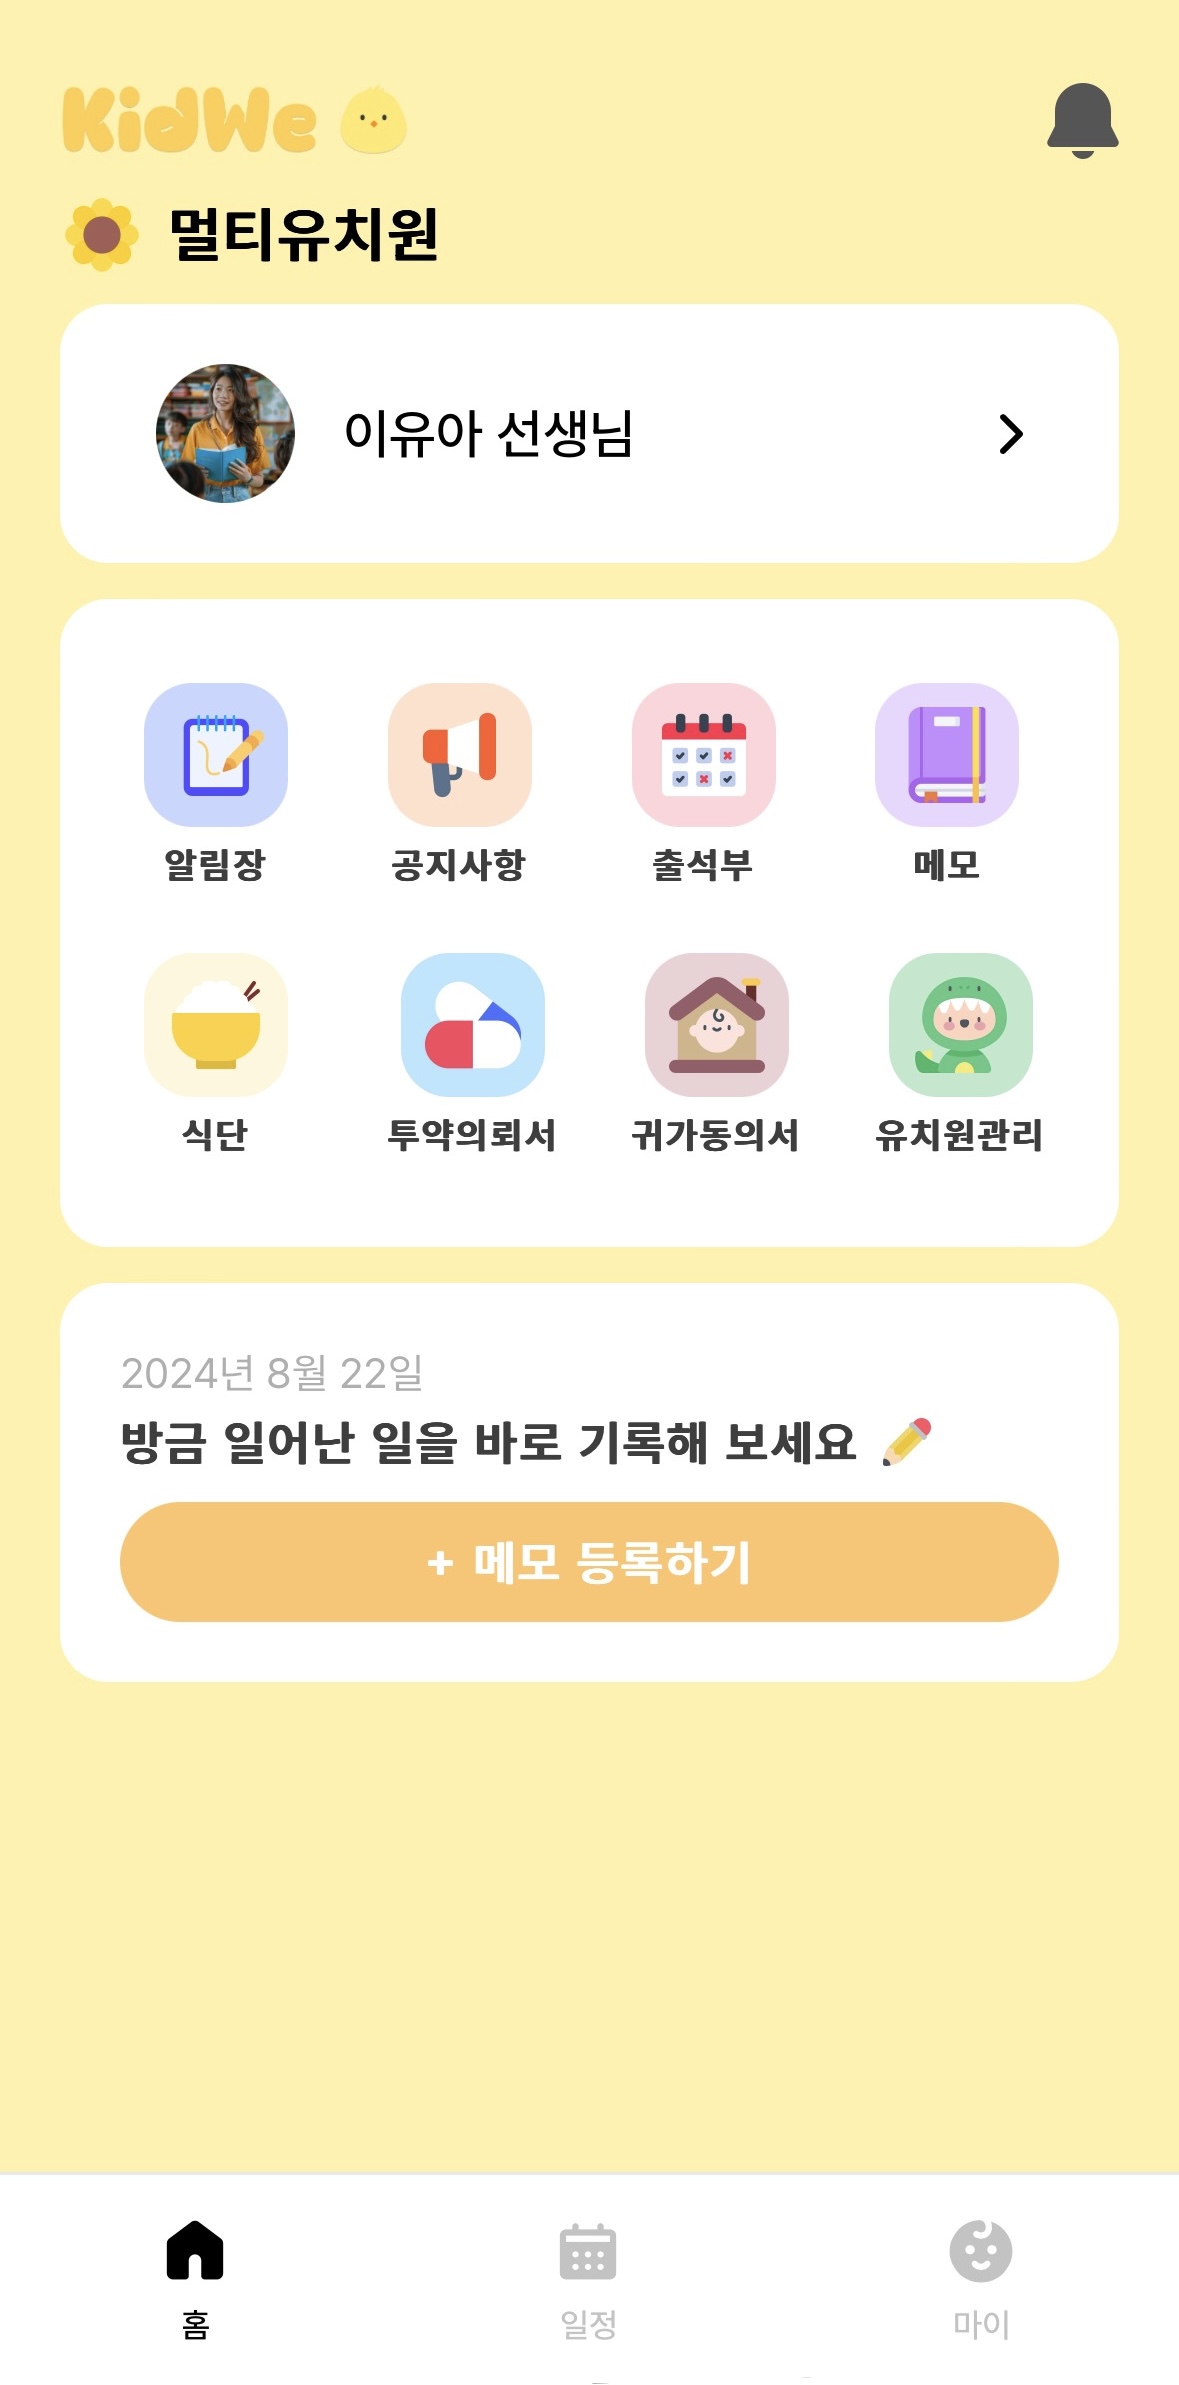 KidWe
멀티유치원
이유아 선생님
알림장 공지사항 출석부 메모
식단 투약의뢰서 귀가동의서 유치원관리
2024년 8월 22일
방금 일어난 일을 바로 기록해 보세요
+ 메모 등록하기
홈 일정 마이